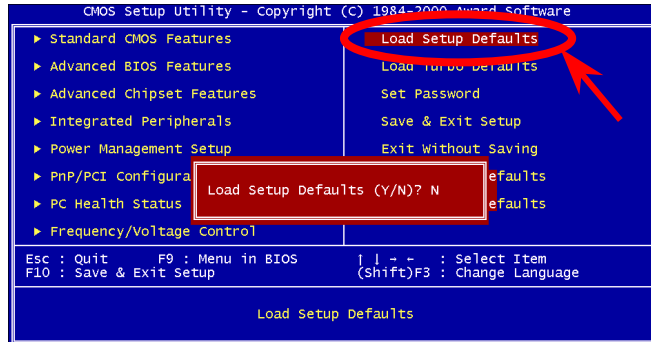 CMOS Setup Utility - Copyright (C) 1984-2000 Award Software
► Standard CMOS Features
► Advanced BIOS Features
► Advanced Chipset Features
► Integrated Peripherals
► Power Management Setup
► PnP/PCI Configura
► PC Health Status
► Frequency/Voltage Control
Load Setup Defaults
Load Turbo Defaults
Set Password
Save & Exit Setup
Exit Without Saving
efaults
efaults
Load Setup Defaults (Y/N)? N
Esc : Quit F9 : Menu in BIOS ↑ ↓ → ← : Select Item
F10 : Save & Exit Setup (Shift)F3 : Change Language
Load Setup Defaults